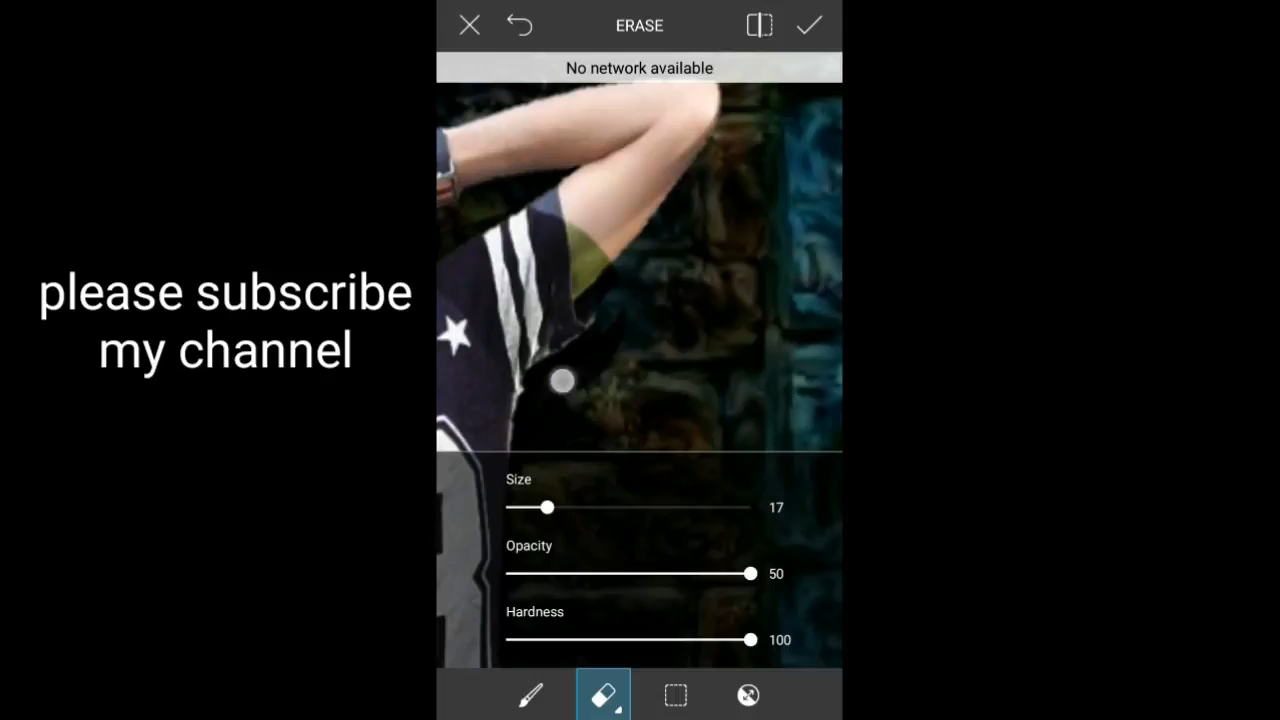 ERASE
No network available
please subscribe
my channel
Size
17
Opacity
50
Hardness
100